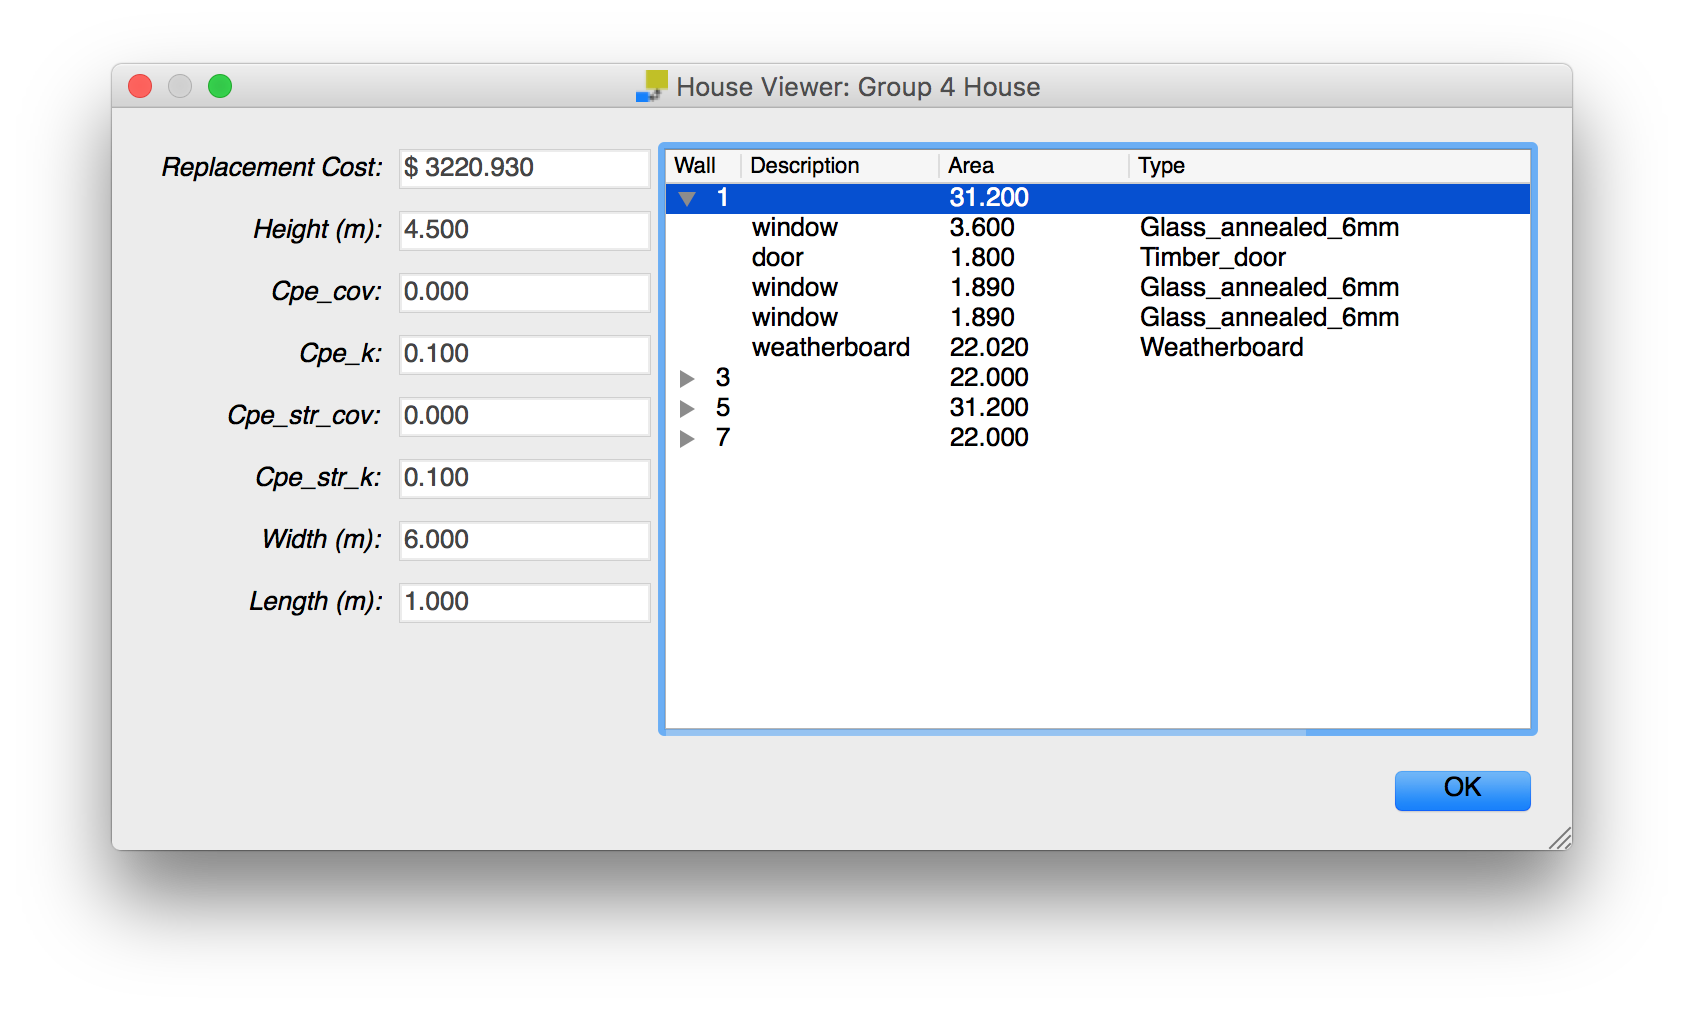 House Viewer: Group 4 House
Replacement Cost: $ 3220.930
Height (m): 4.500
Cpe_cov: 0.000
Cpe_k: 0.100
Cpe_str_cov: 0.000
Cpe_str_k: 0.100
Width (m): 6.000
Length (m): 1.000
Wall Description Area Type
1 31.200
window 3.600 Glass_annealed_6mm
door 1.800 Timber_door
window 1.890 Glass_annealed_6mm
window 1.890 Glass_annealed_6mm
weatherboard 22.020 Weatherboard
3 22.000
5 31.200
7 22.000
OK